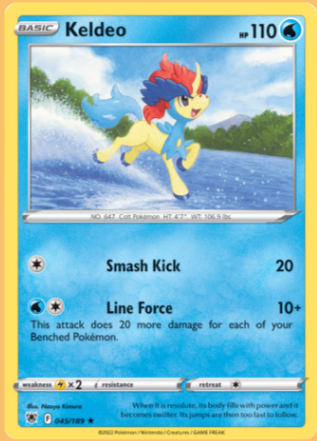 BASIC Keldeo HP 110
NO. 647 Colt Pokémon HT: 4'7" WT: 106.9 lbs.
Smash Kick 20
Line Force 10+
This attack does 20 more damage for each of your
Benched Pokémon.
weakness ×2 resistance retreat
Illus. Naoyo Kimura
F 045/189 ★
When it is resolute, its body fills with power and it
becomes swifter. Its jumps are then too fast to follow.
©2022 Pokémon / Nintendo / Creatures / GAME FREAK